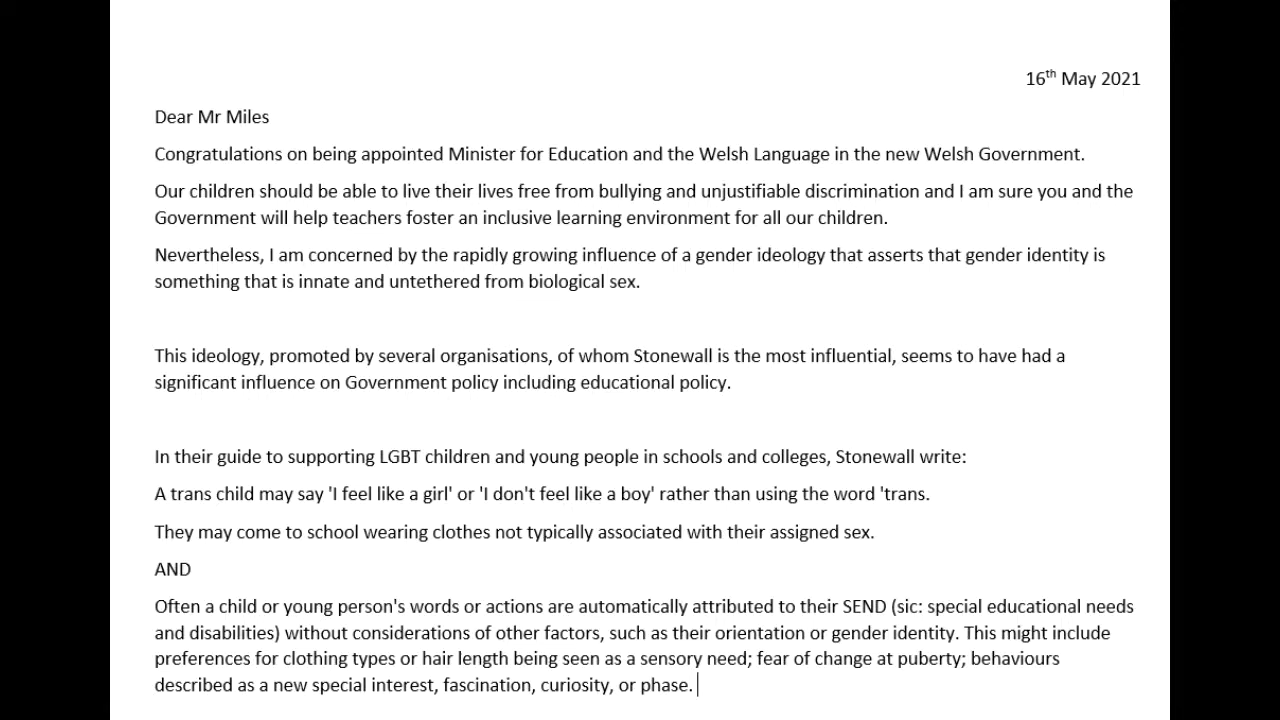 16th May 2021
Dear Mr Miles
Congratulations on being appointed Minister for Education and the Welsh Language in the new Welsh Government.
Our children should be able to live their lives free from bullying and unjustifiable discrimination and I am sure you and the
Government will help teachers foster an inclusive learning environment for all our children.
Nevertheless, I am concerned by the rapidly growing influence of a gender ideology that asserts that gender identity is
something that is innate and untethered from biological sex.
This ideology, promoted by several organisations, of whom Stonewall is the most influential, seems to have had a
significant influence on Government policy including educational policy.
In their guide to supporting LGBT children and young people in schools and colleges, Stonewall write:
A trans child may say 'I feel like a girl' or 'I don't feel like a boy' rather than using the word 'trans.
They may come to school wearing clothes not typically associated with their assigned sex.
AND
Often a child or young person's words or actions are automatically attributed to their SEND (sic: special educational needs
and disabilities) without considerations of other factors, such as their orientation or gender identity. This might include
preferences for clothing types or hair length being seen as a sensory need; fear of change at puberty; behaviours
described as a new special interest, fascination, curiosity, or phase.